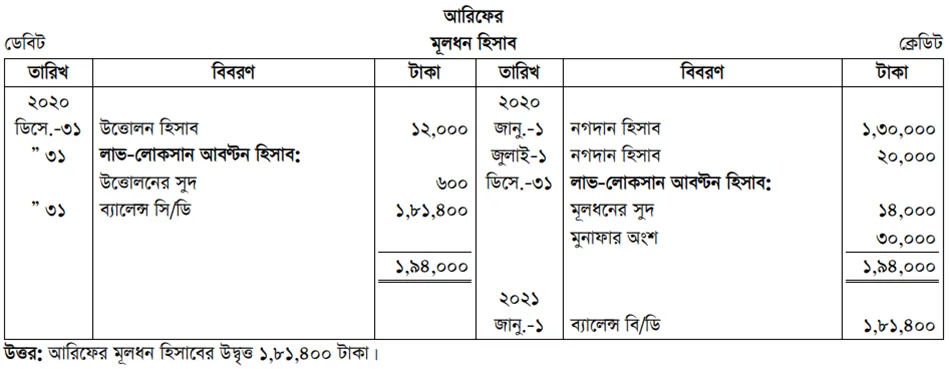 আরিফের
ডেবিট মূলধন হিসাব ক্রেডিট
তারিখ বিবরণ টাকা তারিখ বিবরণ টাকা
২০২০ ২০২০
ডিসে.-৩১ উত্তোলন হিসাব ১২,০০০ জানু.-১ নগদান হিসাব ১,৩০,০০০
” ৩১ লাভ-লোকসান আবণ্টন হিসাব: জুলাই-১ নগদান হিসাব ২০,০০০
উত্তোলনের সুদ ৬০০ ডিসে.-৩১ লাভ-লোকসান আবণ্টন হিসাব:
” ৩১ ব্যালেন্স সি/ডি ১,৮১,৪০০ মূলধনের সুদ ১৪,০০০
মুনাফার অংশ ৩০,০০০
১,৯৪,০০০ ১,৯৪,০০০
২০২১
জানু.-১ ব্যালেন্স বি/ডি ১,৮১,৪০০
উত্তর: আরিফের মূলধন হিসাবের উদ্বৃত্ত ১,৮১,৪০০ টাকা।